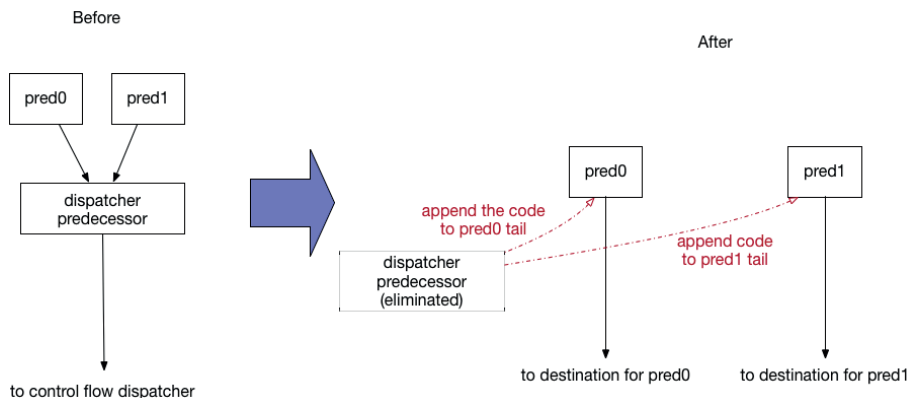 Before
After
pred0
pred1
dispatcher
predecessor
to control flow dispatcher
pred0
pred1
append the code
to pred0 tail
append code
to pred1 tail
dispatcher
predecessor
(eliminated)
to destination for pred0
to destination for pred1